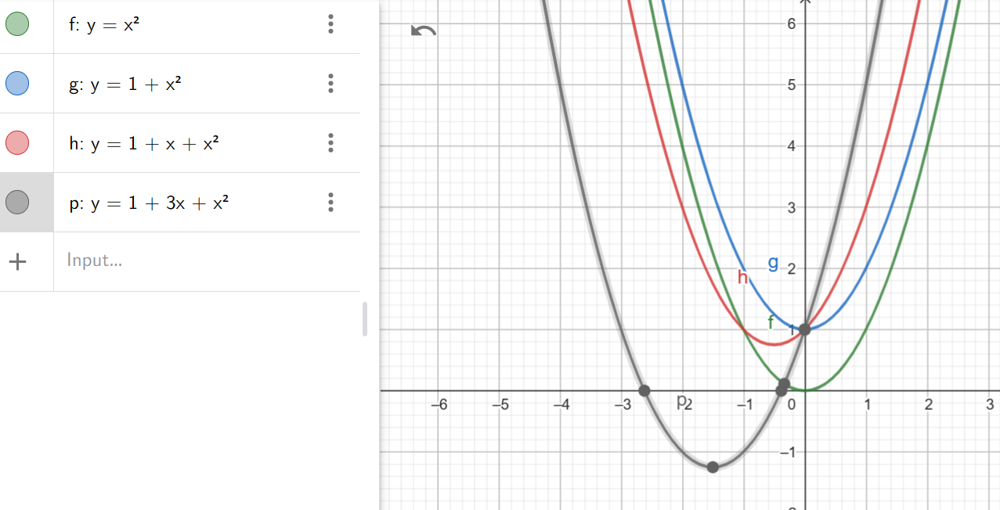 f: y = x²
g: y = 1 + x²
h: y = 1 + x + x²
p: y = 1 + 3x + x²
+ Input...
6
5
4
3
g 2
h
f 1
–6 –5 –4 –3 p –2 –1 0 1 2 3
–1